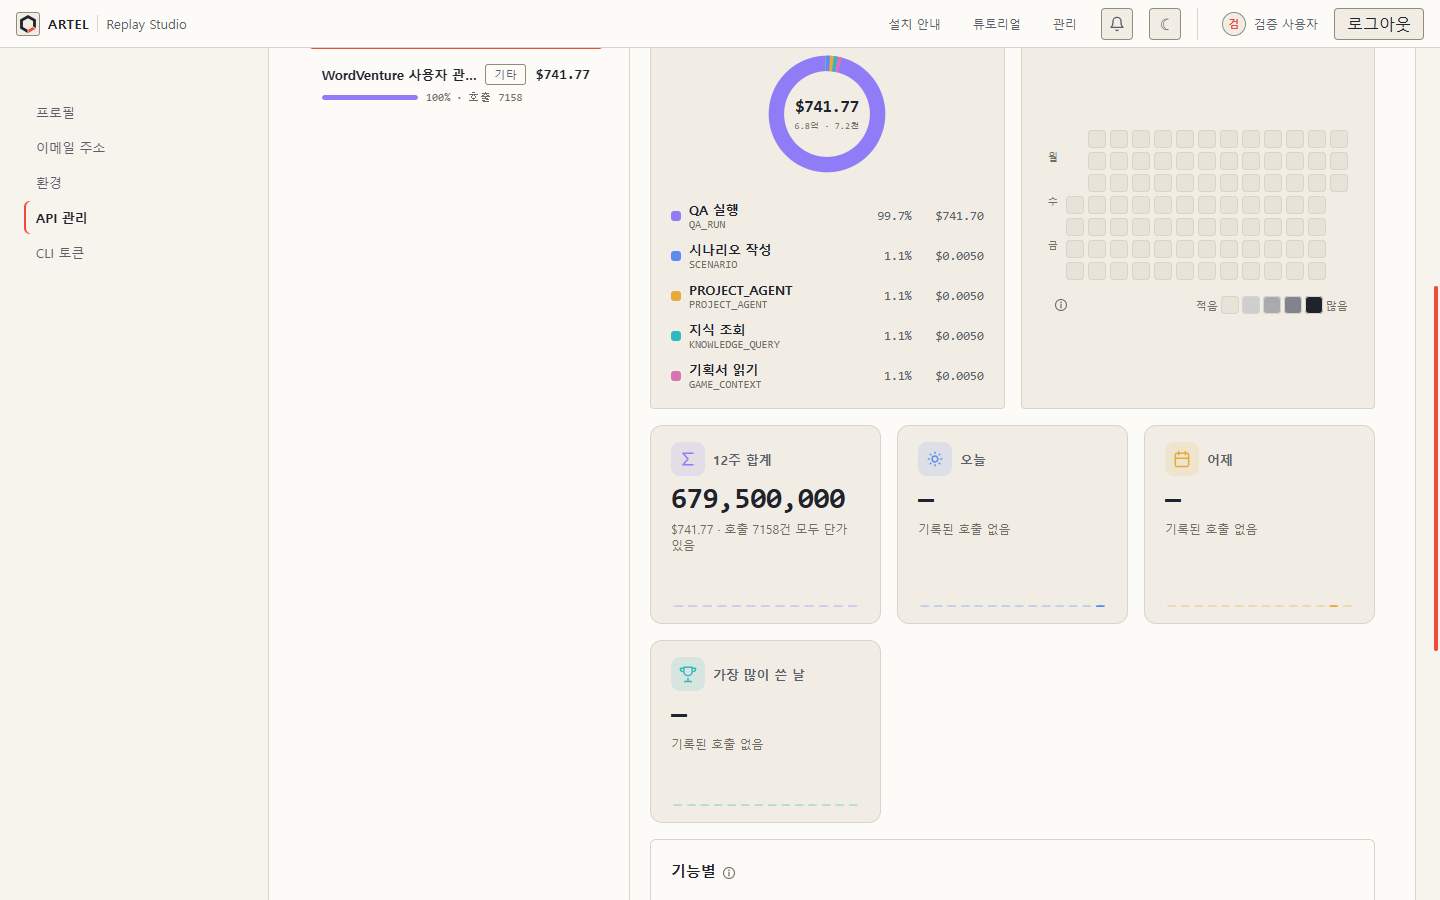 ARTEL
Replay Studio
설치 안내
튜토리얼
관리
검
검증 사용자
로그아웃
프로필
이메일 주소
환경
API 관리
CLI 토큰
WordVenture 사용자 관...
기타
$741.77
100% · 호출 7158
$741.77
6.8억 · 7.2천
QA 실행
QA_RUN
99.7%
$741.70
시나리오 작성
SCENARIO
1.1%
$0.0050
PROJECT_AGENT
PROJECT_AGENT
1.1%
$0.0050
지식 조회
KNOWLEDGE_QUERY
1.1%
$0.0050
기획서 읽기
GAME_CONTEXT
1.1%
$0.0050
월
수
금
적음
많음
12주 합계
679,500,000
$741.77 · 호출 7158건 모두 단가
있음
오늘
—
기록된 호출 없음
어제
—
기록된 호출 없음
가장 많이 쓴 날
—
기록된 호출 없음
기능별